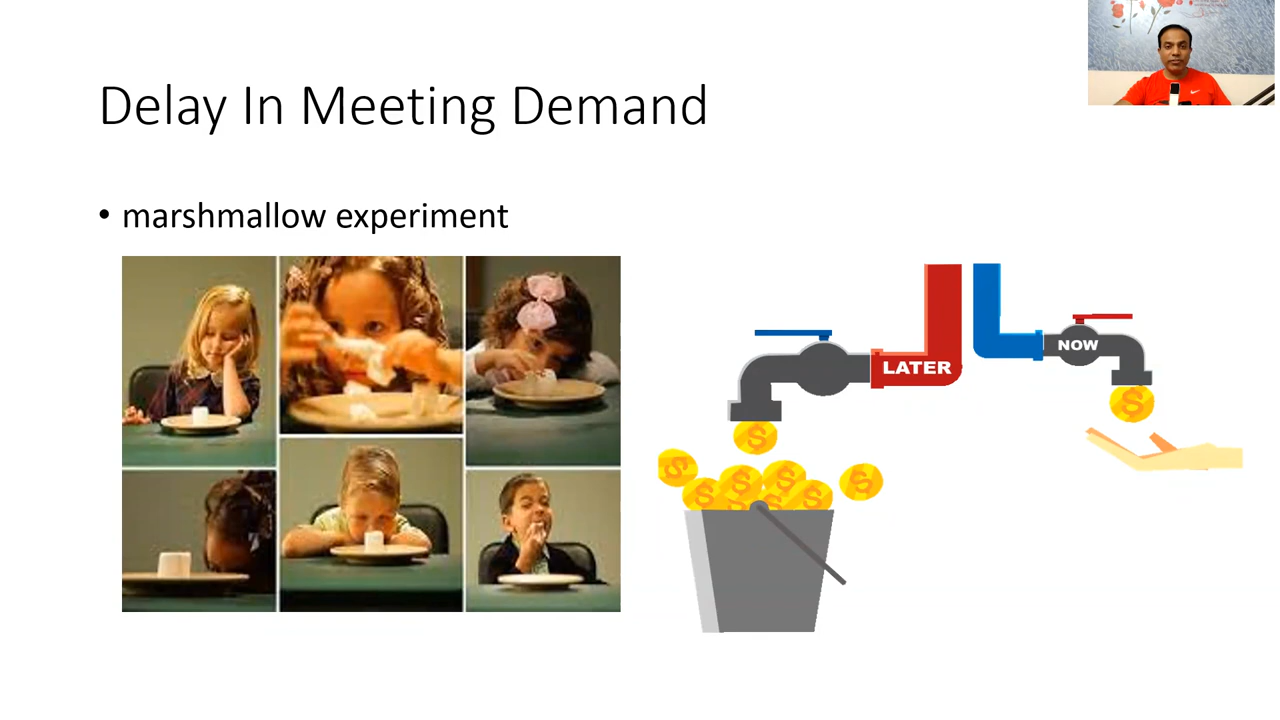 Delay In Meeting Demand
• marshmallow experiment
LATER
NOW
$
$
$
$
$
$
$
$